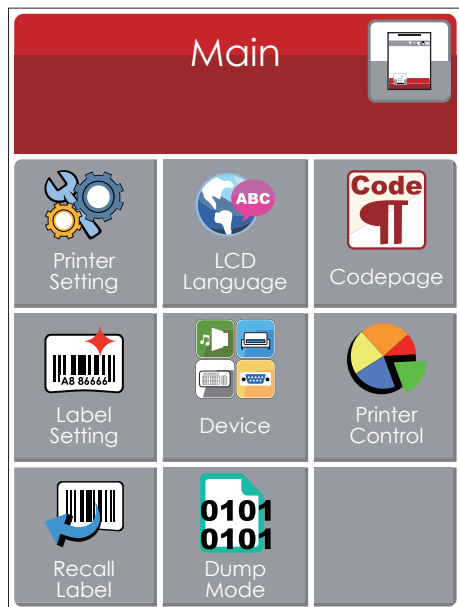 Main
ABC
Code
Printer
Setting
LCD
Language
Codepage
A8 86666
Label
Setting
Device
Printer
Control
0101
0101
Recall
Label
Dump
Mode